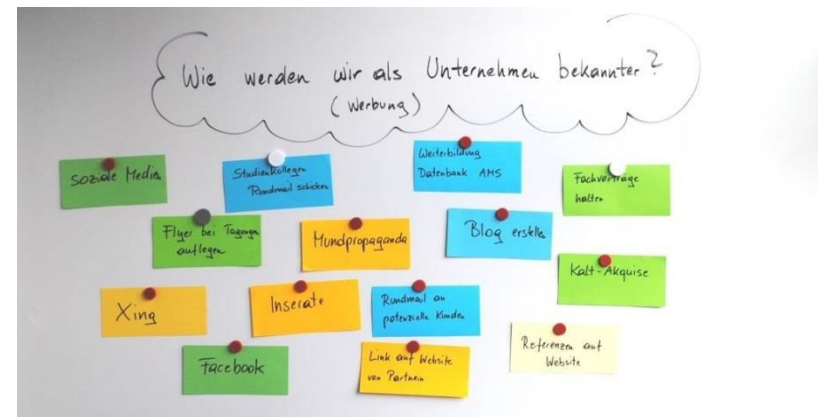 Wie werden wir als Unternehmen bekannter?
(Werbung)
Soziale Medien
Studienkollegen
Rundmail schicken
Weiterbildung
Datenbank AMS
Fachvorträge
halten
Flyer bei Tagungen
auflegen
Mundpropaganda
Blog erstellen
Kalt-Akquise
Xing
Inserate
Rundmail an
potenzielle Kunden
Referenzen auf
Website
Facebook
Link auf Website
von Partnern